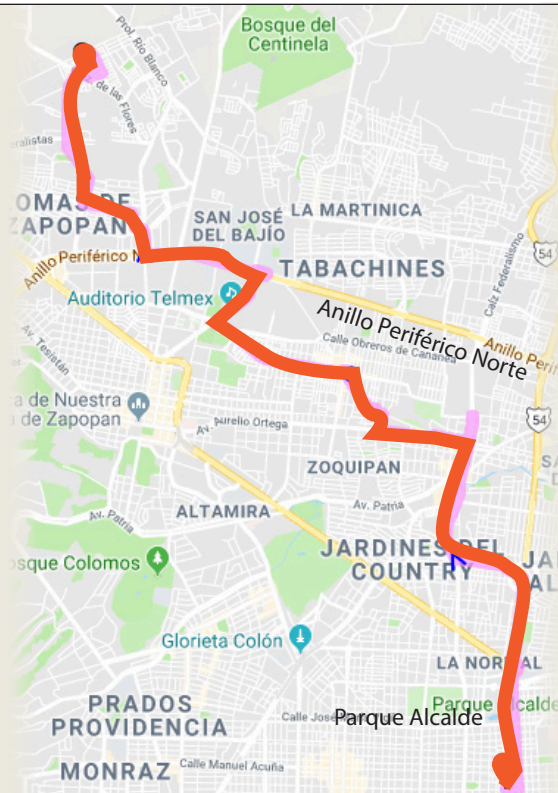 Bosque del
Centinela
Prol. Río Blanco
de las Flores
OMAS DE
ZAPOPAN
SAN JOSÉ
DEL BAJÍO
LA MARTINICA
54
Calz Federalismo
Anillo Periférico N
TABACHINES
Auditorio Telmex
Anillo Periférico Norte
Calle Obreros de Cananea
Anillo Perif
Av. Tesistán
a de Nuestra
a de Zapopan
Av. Aurelio Ortega
54
ZOQUIPAN
Av. Patria
ALTAMIRA
Av. Patria
osque Colomos
JARDINES DEL
COUNTRY
JA
AL
Glorieta Colón
LA NORMAL
PRADOS
PROVIDENCIA
Parque Alcalde
Parque Alcalde
MONRAZ
Calle Manuel Acuña